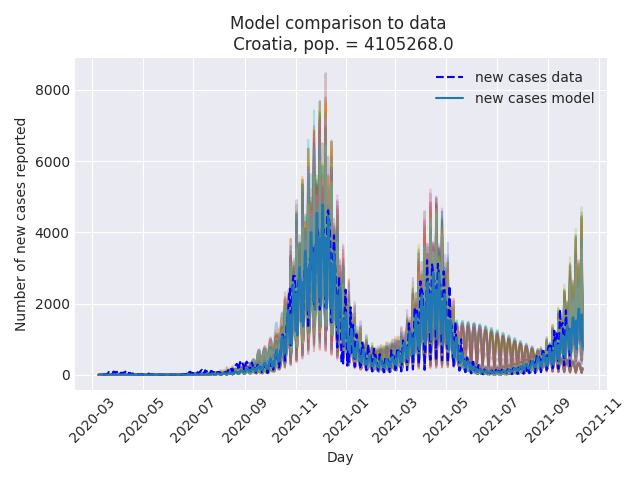 Model comparison to data
Croatia, pop. = 4105268.0
new cases data
new cases model
Number of new cases reported
8000
6000
4000
2000
0
2020-03
2020-05
2020-07
2020-09
2020-11
2021-01
2021-03
2021-05
2021-07
2021-09
2021-11
Day